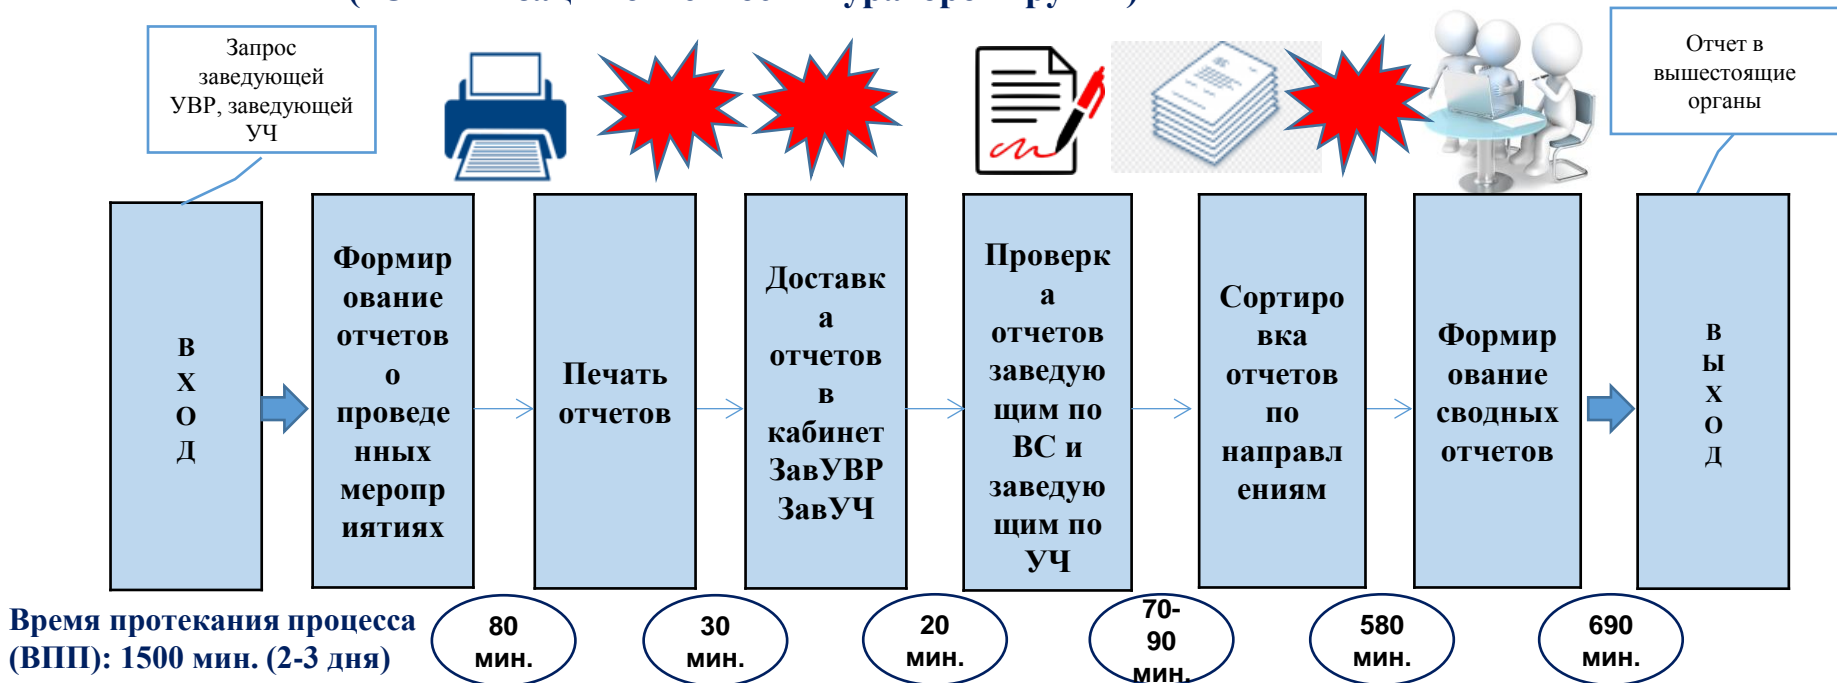 Запрос
заведующей
УВР, заведующей
УЧ
Отчет в
вышестоящие
органы
В
Х
О
Д
Формир
ование
отчетов
о
проведе
нных
меропр
иятиях
Печать
отчетов
Доставк
а
отчетов
в
кабинет
ЗавУВР
ЗавУЧ
Проверк
а
отчетов
заведую
щим по
ВС и
заведую
щим по
УЧ
Сортиро
вка
отчетов
по
направл
ениям
Формир
ование
сводных
отчетов
В
Ы
Х
О
Д
Время протекания процесса
(ВПП): 1500 мин. (2-3 дня)
80
мин.
30
мин.
20
мин.
70-
90
мин.
580
мин.
690
мин.